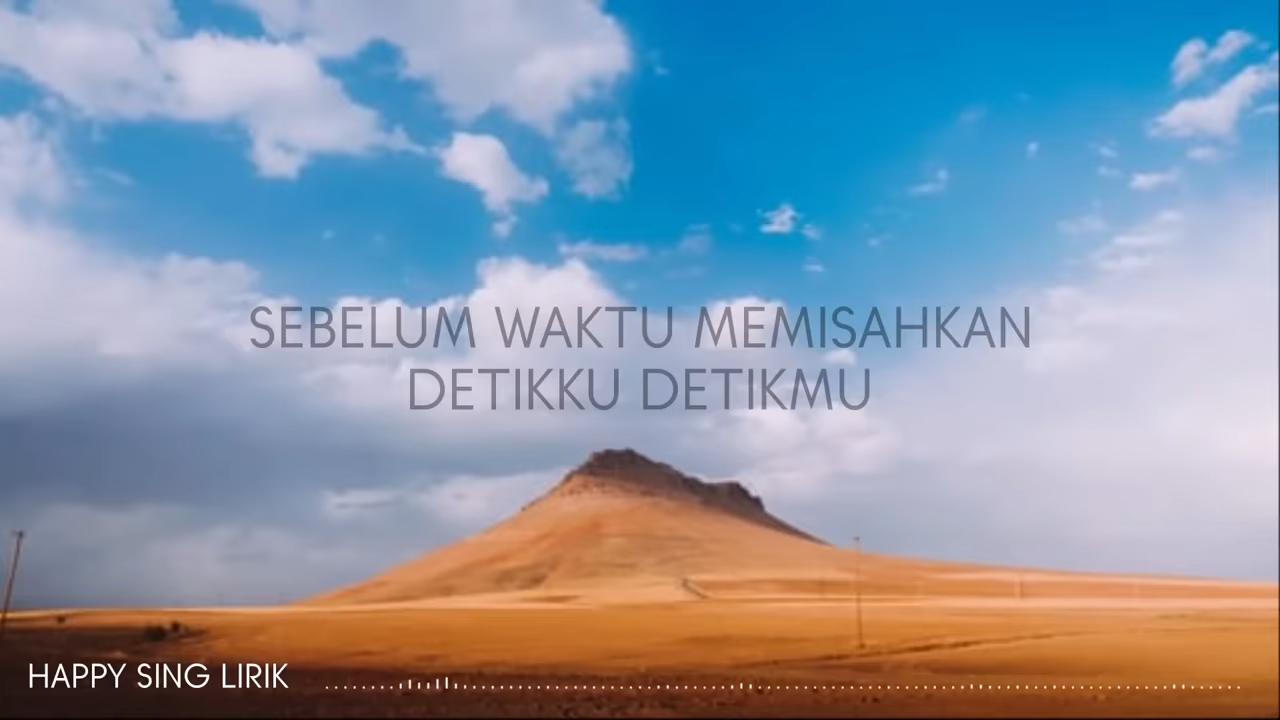 SEBELUM WAKTU MEMISAHKAN
DETIKKU DETIKMU
HAPPY SING LIRIK